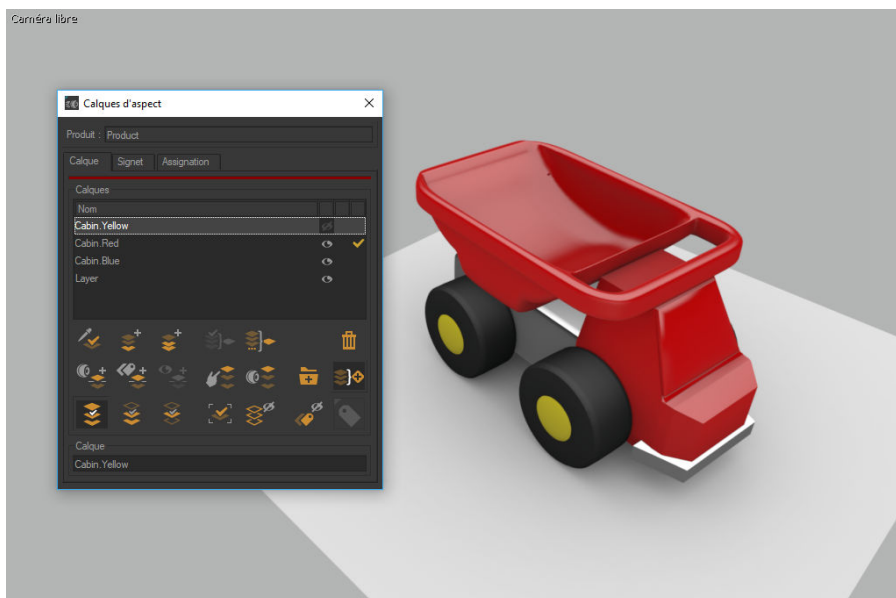 Caméra libre
Calques d'aspect
Produit : Product
Calque Signet Assignation
Calques
Nom
Cabin.Yellow
Cabin.Red
Cabin.Blue
Layer
Calque
Cabin.Yellow